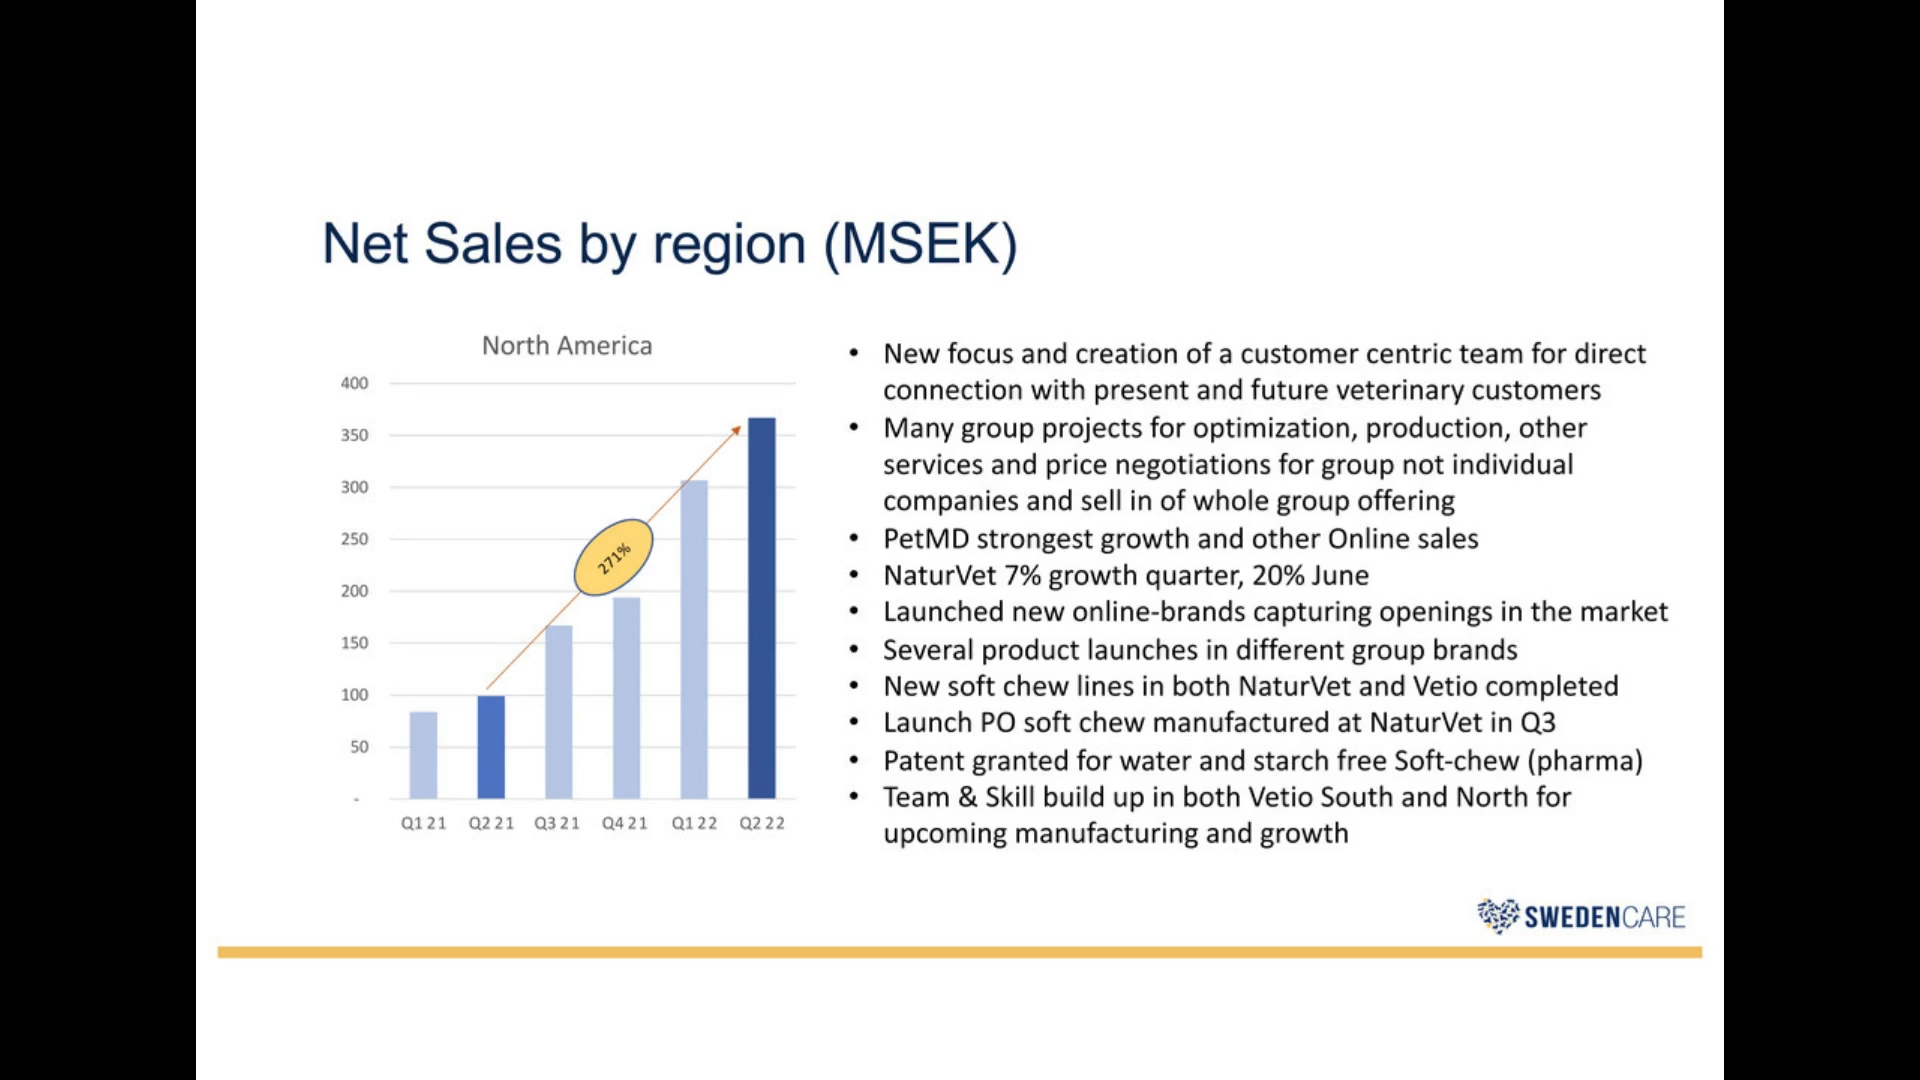 Net Sales by region (MSEK)
North America
400
350
300
250
200
150
100
50
-
271%
Q1 21
Q2 21
Q3 21
Q4 21
Q1 22
Q2 22
• New focus and creation of a customer centric team for direct
connection with present and future veterinary customers
• Many group projects for optimization, production, other
services and price negotiations for group not individual
companies and sell in of whole group offering
• PetMD strongest growth and other Online sales
• NaturVet 7% growth quarter, 20% June
• Launched new online-brands capturing openings in the market
• Several product launches in different group brands
• New soft chew lines in both NaturVet and Vetio completed
• Launch PO soft chew manufactured at NaturVet in Q3
• Patent granted for water and starch free Soft-chew (pharma)
• Team & Skill build up in both Vetio South and North for
upcoming manufacturing and growth
SWEDENCARE